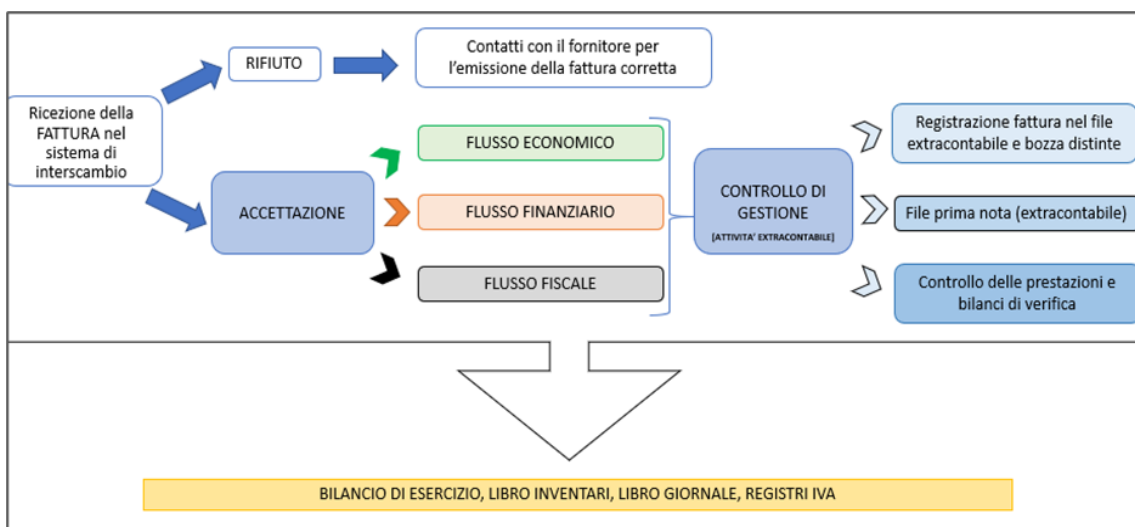 RIFIUTO
Contatti con il fornitore per
l'emissione della fattura corretta
Ricezione della
FATTURA nel
sistema di
interscambio
ACCETTAZIONE
FLUSSO ECONOMICO
FLUSSO FINANZIARIO
FLUSSO FISCALE
CONTROLLO DI
GESTIONE
[ATTIVITA' EXTRACONTABILE]
Registrazione fattura nel file
extracontabile e bozza distinte
File prima nota (extracontabile)
Controllo delle prestazioni e
bilanci di verifica
BILANCIO DI ESERCIZIO, LIBRO INVENTARI, LIBRO GIORNALE, REGISTRI IVA